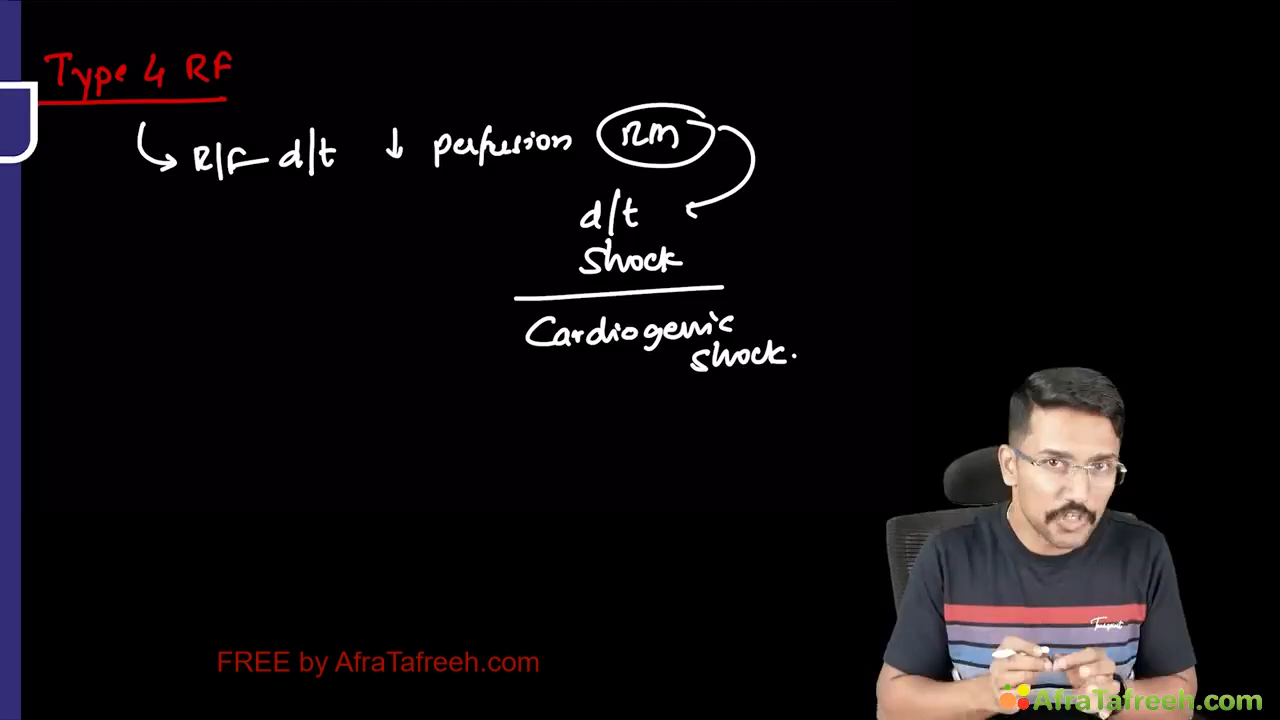 Type 4 RF
R/F d/t ↓ perfusion RM
d/t
Shock
Cardiogenic
shock.
FREE by AfraTafreeh.com
AfraTafreeh.com